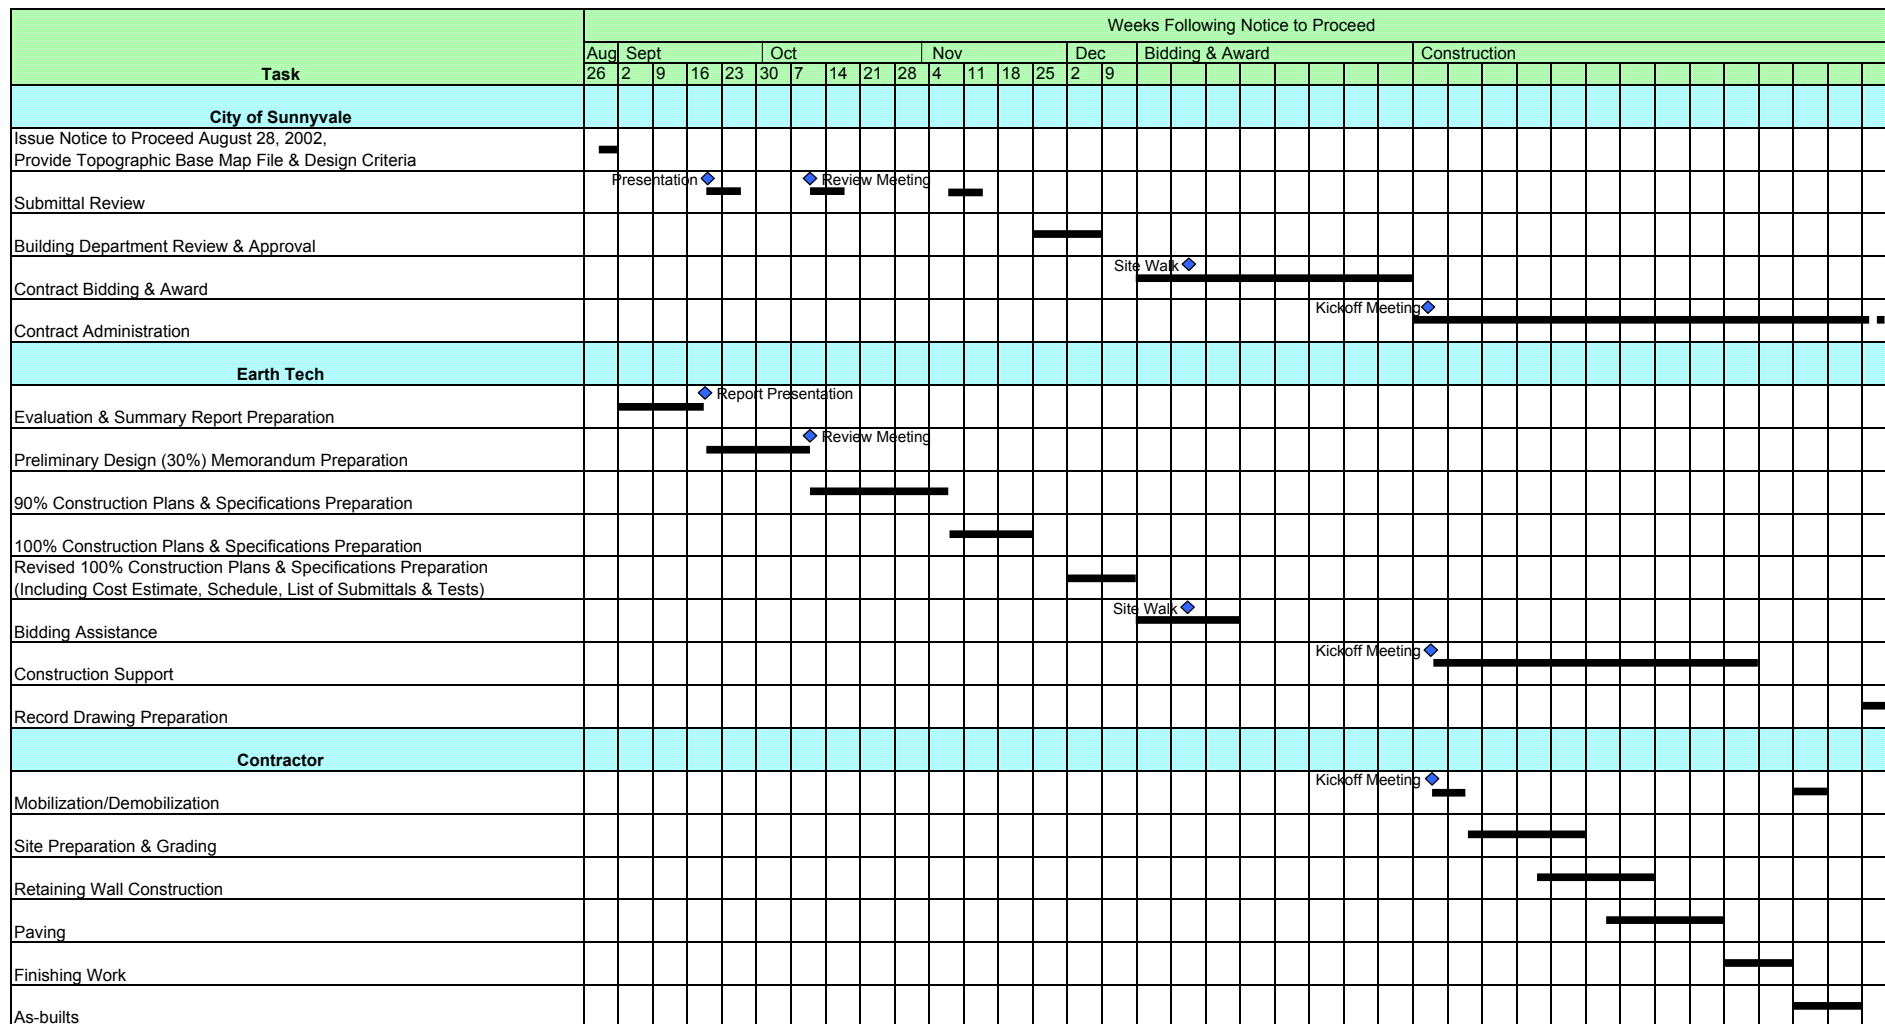 Weeks Following Notice to Proceed
Aug Sept Oct Nov Dec Bidding & Award Construction
Task
26 2 9 16 23 30 7 14 21 28 4 11 18 25 2 9
City of Sunnyvale
Issue Notice to Proceed August 28, 2002,
Provide Topographic Base Map File & Design Criteria
Presentation Review Meeting
Submittal Review
Building Department Review & Approval
Site Walk
Contract Bidding & Award
Kickoff Meeting
Contract Administration
Earth Tech
Report Presentation
Evaluation & Summary Report Preparation
Review Meeting
Preliminary Design (30%) Memorandum Preparation
90% Construction Plans & Specifications Preparation
100% Construction Plans & Specifications Preparation
Revised 100% Construction Plans & Specifications Preparation
(Including Cost Estimate, Schedule, List of Submittals & Tests)
Site Walk
Bidding Assistance
Kickoff Meeting
Construction Support
Record Drawing Preparation
Contractor
Kickoff Meeting
Mobilization/Demobilization
Site Preparation & Grading
Retaining Wall Construction
Paving
Finishing Work
As-builts